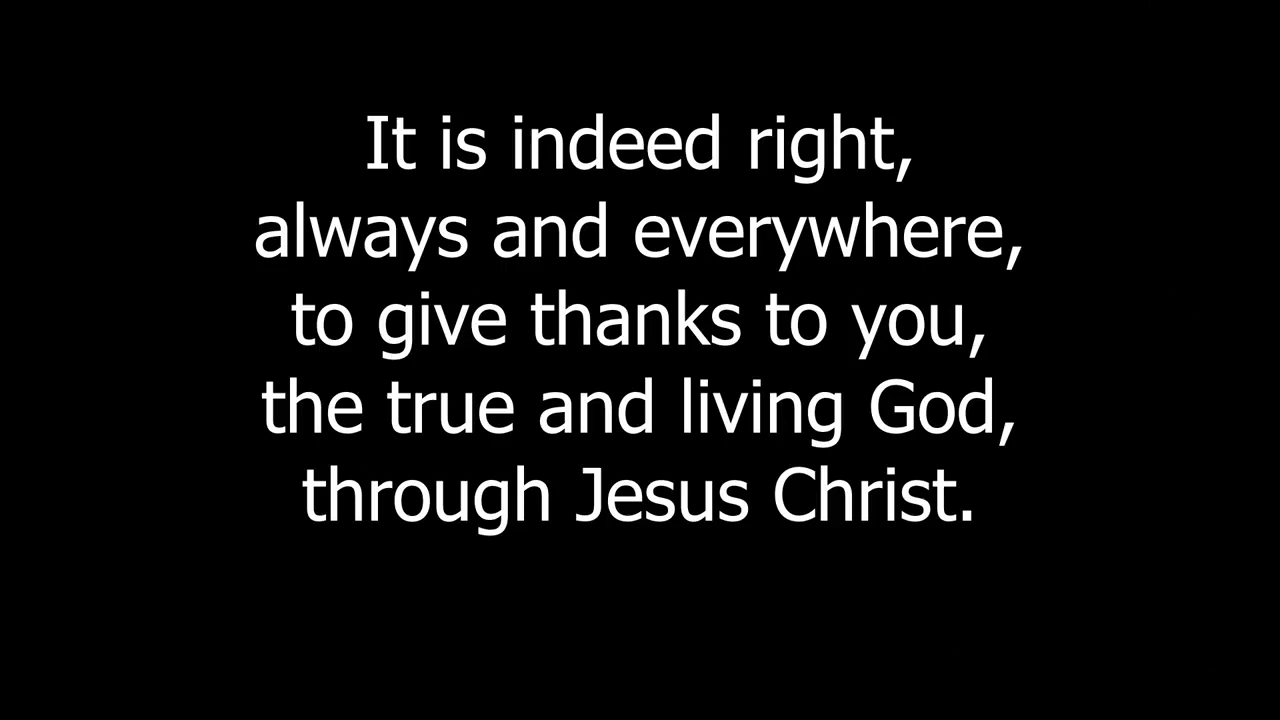 It is indeed right,
always and everywhere,
to give thanks to you,
the true and living God,
through Jesus Christ.